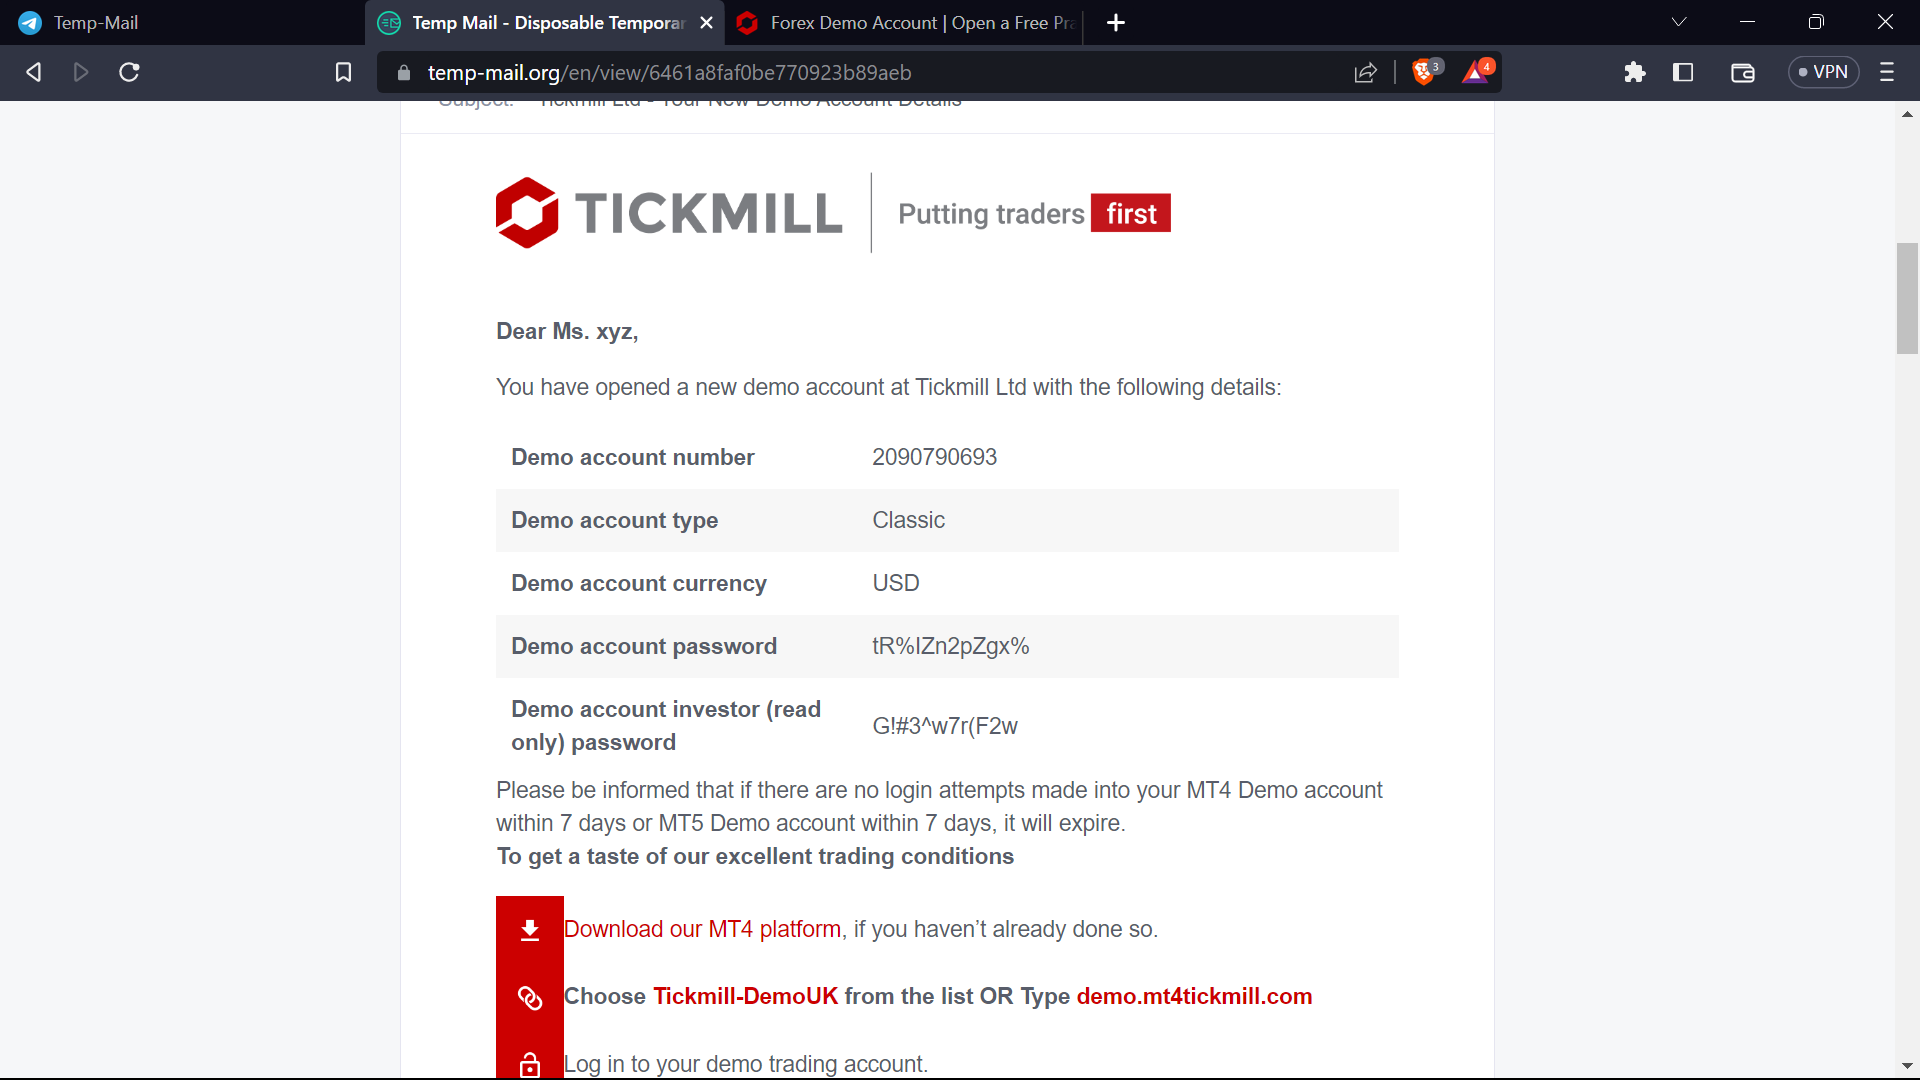 Temp-Mail
Temp Mail - Disposable Temporar
Forex Demo Account | Open a Free Pra
temp-mail.org/en/view/6461a8faf0be770923b89aeb
3
4
VPN
Subject: Tickmill Ltd - Your New Demo Account Details
TICKMILL
Putting traders first
Dear Ms. xyz,
You have opened a new demo account at Tickmill Ltd with the following details:
Demo account number 2090790693
Demo account type Classic
Demo account currency USD
Demo account password tR%IZn2pZgx%
Demo account investor (read
only) password G!#3^w7r(F2w
Please be informed that if there are no login attempts made into your MT4 Demo account
within 7 days or MT5 Demo account within 7 days, it will expire.
To get a taste of our excellent trading conditions
Download our MT4 platform, if you haven’t already done so.
Choose Tickmill-DemoUK from the list OR Type demo.mt4tickmill.com
Log in to your demo trading account.